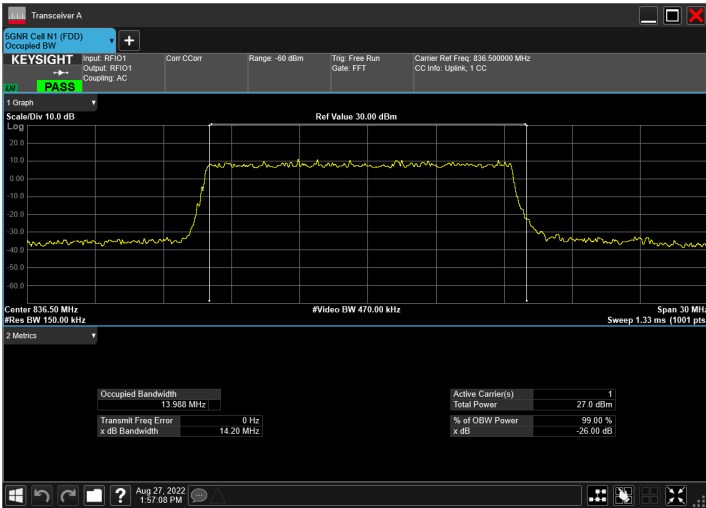 Transceiver A
5GNR Cell N1 (FDD)
Occupied BW
+
KEYSIGHT
LXI
PASS
Input: RFIO1
Output: RFIO1
Coupling: AC
Corr CCorr
Range: -60 dBm
Trig: Free Run
Gate: FFT
Carrier Ref Freq: 836.500000 MHz
CC Info: Uplink, 1 CC
1 Graph
Scale/Div 10.0 dB
Ref Value 30.00 dBm
Log
20.0
10.0
0.00
-10.0
-20.0
-30.0
-40.0
-50.0
-60.0
Center 836.50 MHz
#Video BW 470.00 kHz
Span 30 MHz
#Res BW 150.00 kHz
Sweep 1.33 ms (1001 pts
2 Metrics
Occupied Bandwidth
13.988 MHz
Transmit Freq Error 0 Hz
x dB Bandwidth 14.20 MHz
Active Carrier(s) 1
Total Power 27.0 dBm
% of OBW Power 99.00 %
x dB -26.00 dB
?
Aug 27, 2022
1:57:08 PM